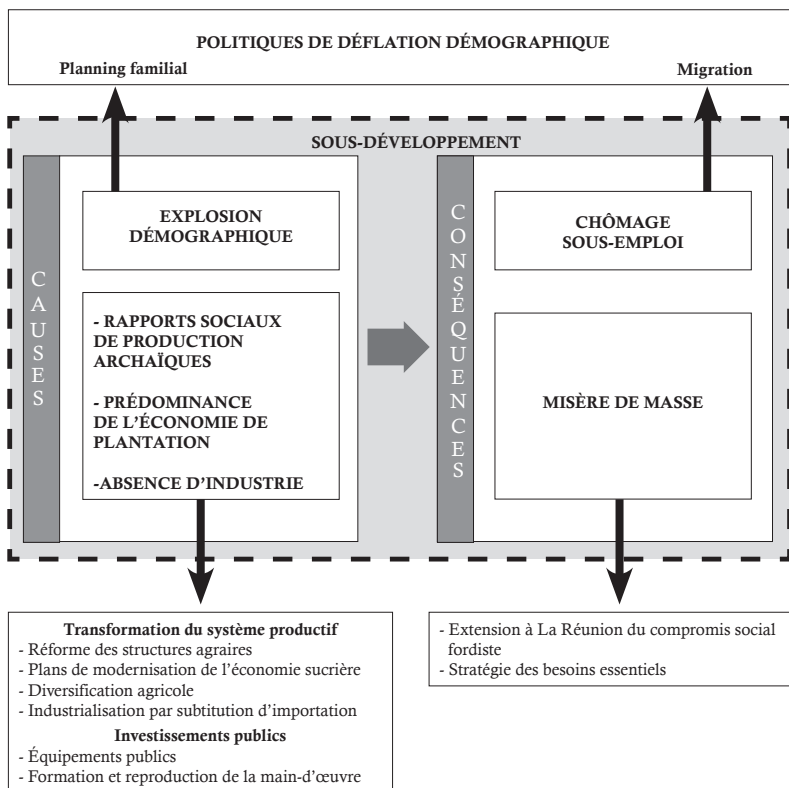 POLITIQUES DE DÉFLATION DÉMOGRAPHIQUE
Planning familial
Migration
SOUS-DÉVELOPPEMENT
CAUSES
EXPLOSION
DÉMOGRAPHIQUE
- RAPPORTS SOCIAUX
DE PRODUCTION
ARCHAÏQUES
- PRÉDOMINANCE
DE L’ÉCONOMIE DE
PLANTATION
-ABSENCE D’INDUSTRIE
CONSÉQUENCES
CHÔMAGE
SOUS-EMPLOI
MISÈRE DE MASSE
Transformation du système productif
- Réforme des structures agraires
- Plans de modernisation de l’économie sucrière
- Diversification agricole
- Industrialisation par subtitution d’importation
Investissements publics
- Équipements publics
- Formation et reproduction de la main-d’œuvre
- Extension à La Réunion du compromis social
fordiste
- Stratégie des besoins essentiels